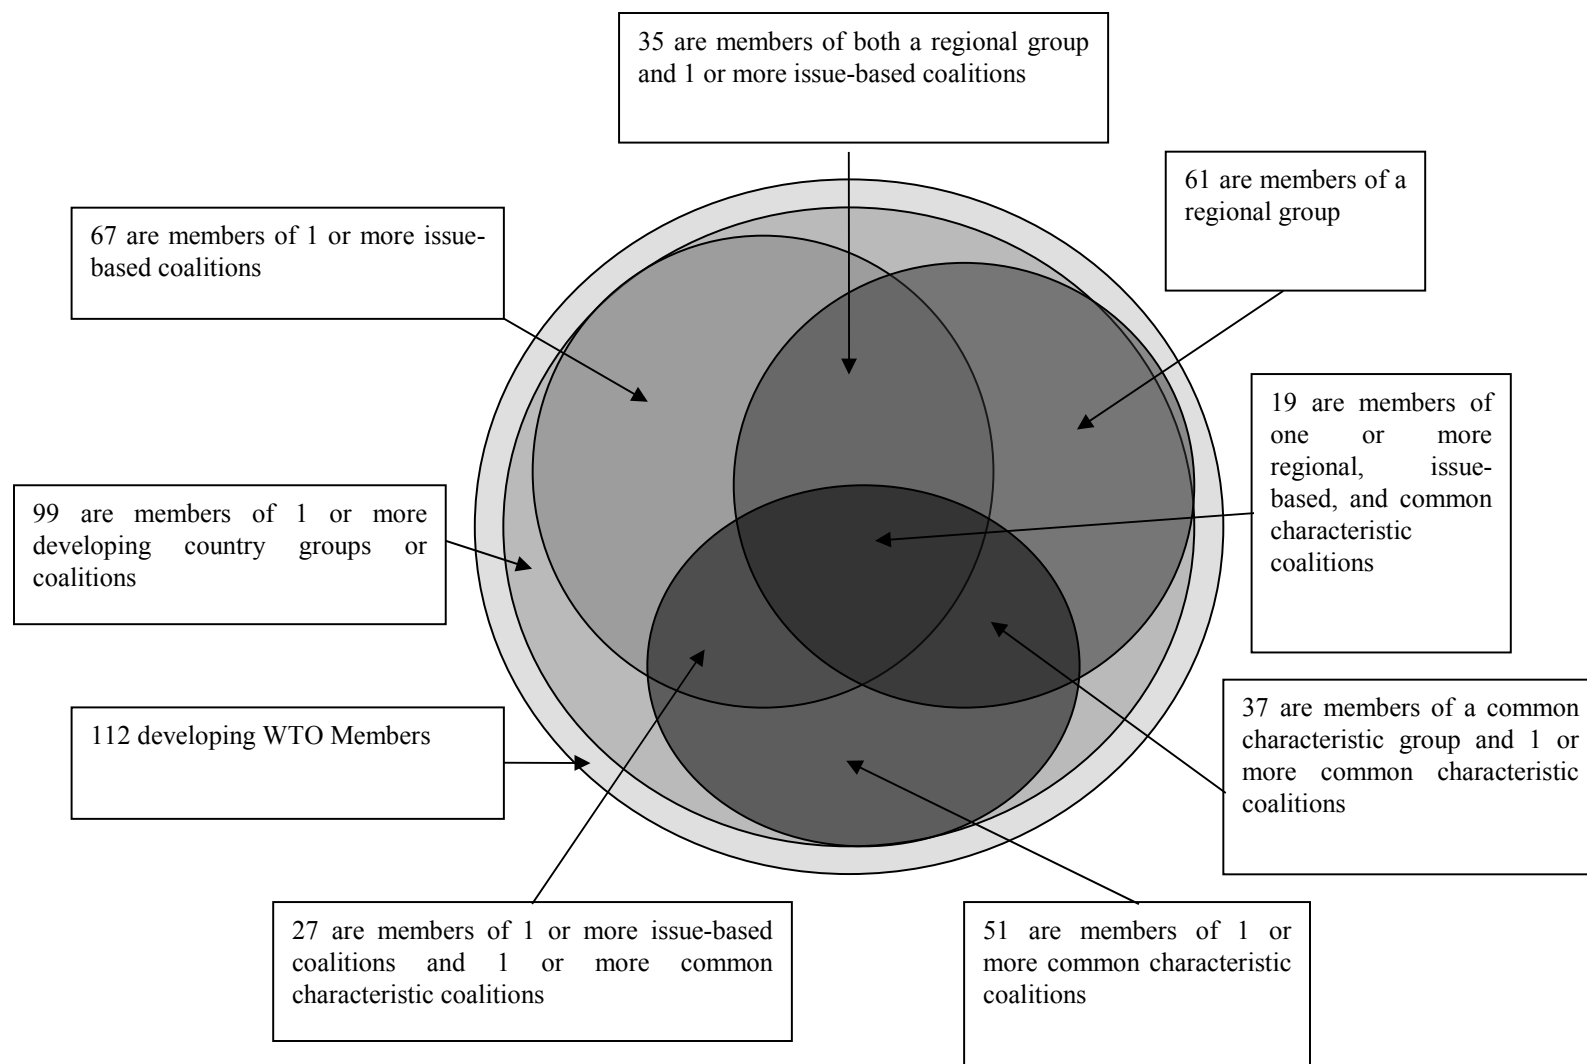 35 are members of both a regional group
and 1 or more issue-based coalitions
61 are members of a
regional group
67 are members of 1 or more issue-
based coalitions
19 are members of
one or more
regional, issue-
based, and common
characteristic
coalitions
99 are members of 1 or more
developing country groups or
coalitions
37 are members of a common
characteristic group and 1 or
more common characteristic
coalitions
112 developing WTO Members
27 are members of 1 or more issue-based
coalitions and 1 or more common
characteristic coalitions
51 are members of 1 or
more common characteristic
coalitions